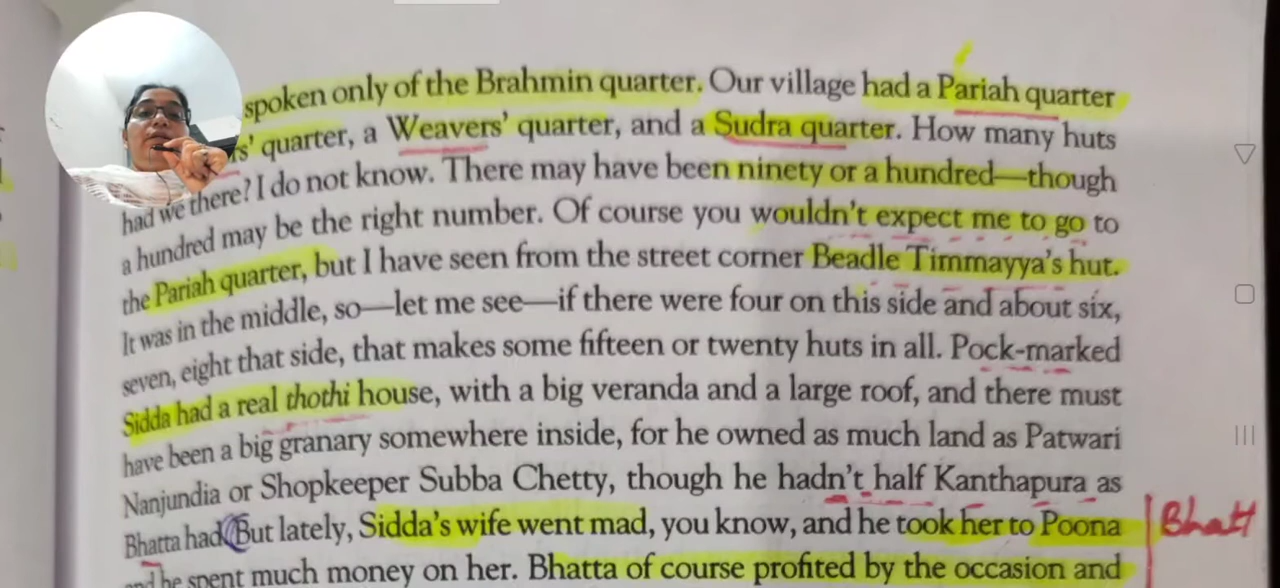 spoken only of the Brahmin quarter. Our village had a Pariah quarter
s' quarter, a Weavers' quarter, and a Sudra quarter. How many huts
had we there? I do not know. There may have been ninety or a hundred—though
a hundred may be the right number. Of course you wouldn't expect me to go to
the Pariah quarter, but I have seen from the street corner Beadle Timmayya's hut.
It was in the middle, so—let me see—if there were four on this side and about six,
seven, eight that side, that makes some fifteen or twenty huts in all. Pock-marked
Sidda had a real thothi house, with a big veranda and a large roof, and there must
have been a big granary somewhere inside, for he owned as much land as Patwari
Nanjundia or Shopkeeper Subba Chetty, though he hadn't half Kanthapura as
Bhatta had. But lately, Sidda's wife went mad, you know, and he took her to Poona
and he spent much money on her. Bhatta of course profited by the occasion and
Bhatt